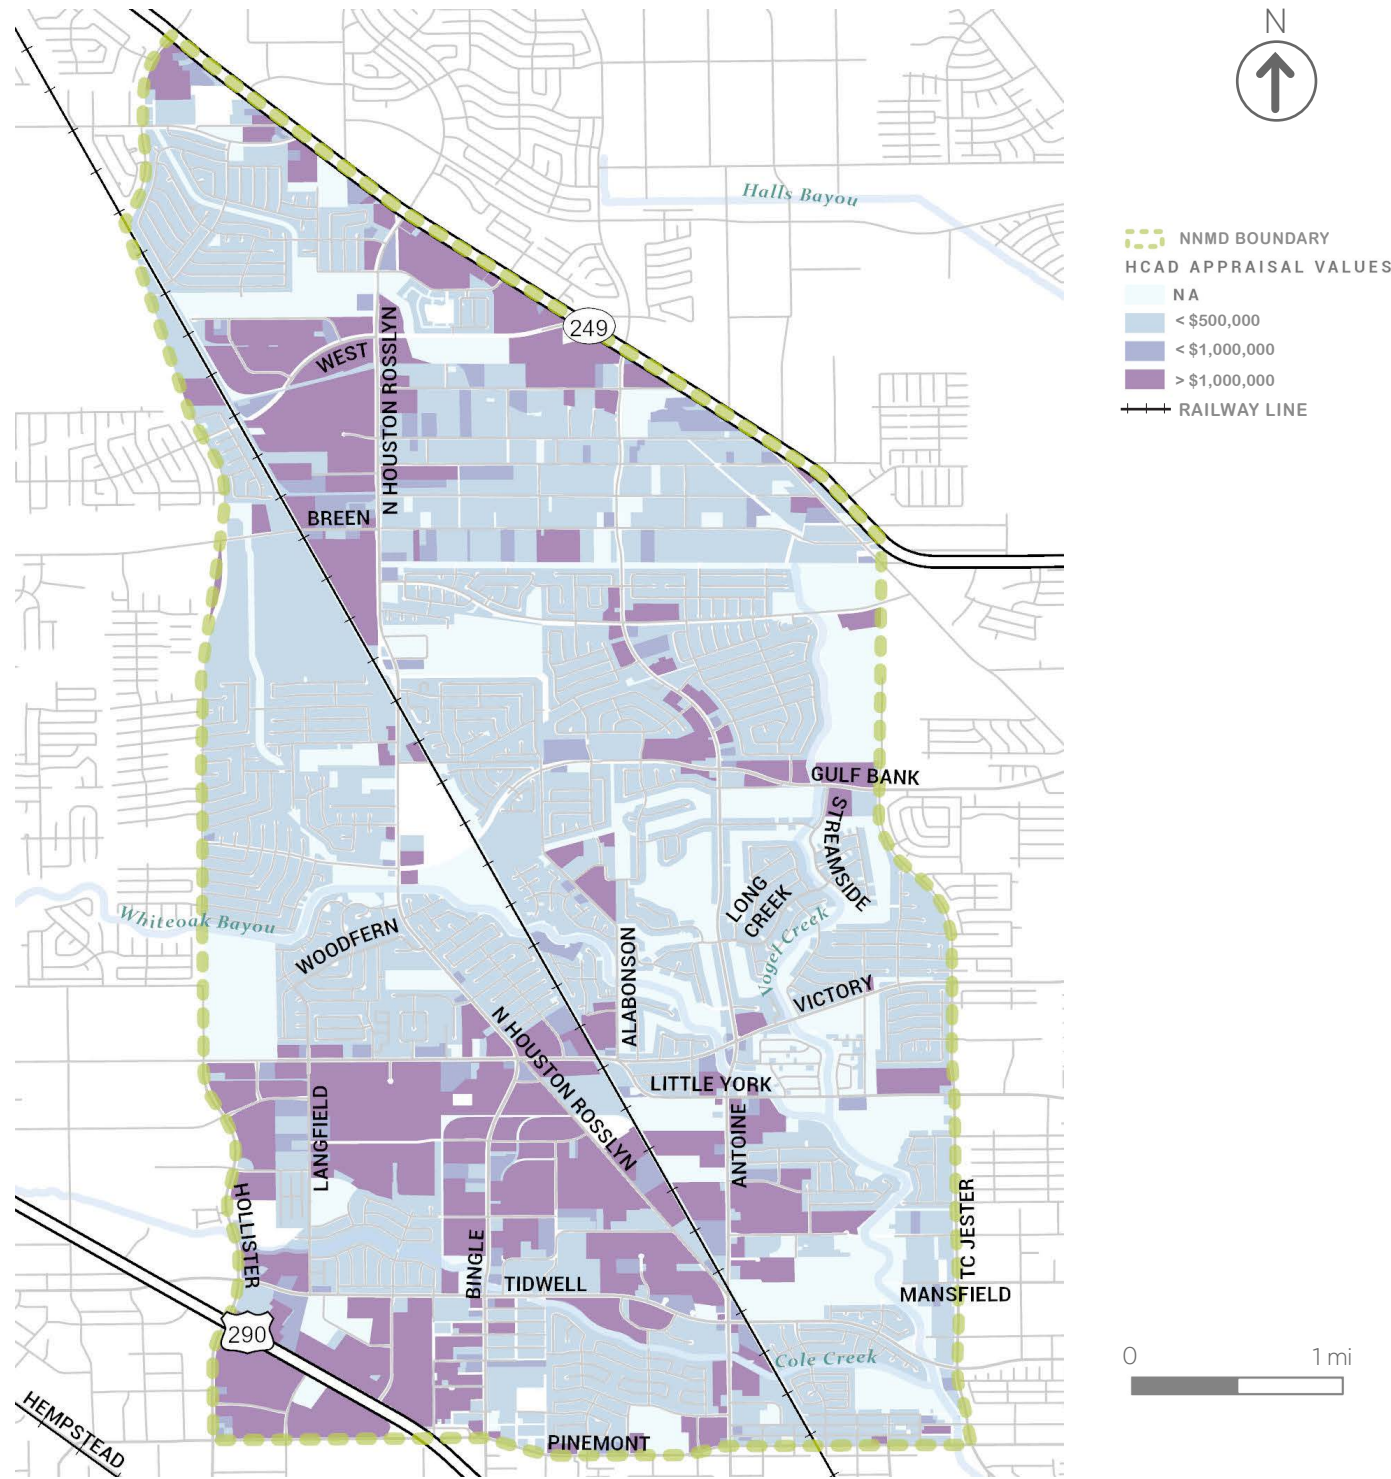 N
Halls Bayou
NNMD BOUNDARY
HCAD APPRAISAL VALUES
NA
< $500,000
< $1,000,000
> $1,000,000
RAILWAY LINE
249
WEST
N HOUSTON ROSSLYN
BREEN
GULF BANK
STREAMSIDE
LONG
CREEK
Vogel Creek
Whiteoak Bayou
WOODFERN
ALABONSON
VICTORY
N HOUSTON ROSSLYN
LITTLE YORK
LANGFIELD
ANTOINE
HOLLISTER
TC JESTER
BINGLE
TIDWELL
MANSFIELD
290
Cole Creek
0 1 mi
HEMPSTEAD
PINEMONT